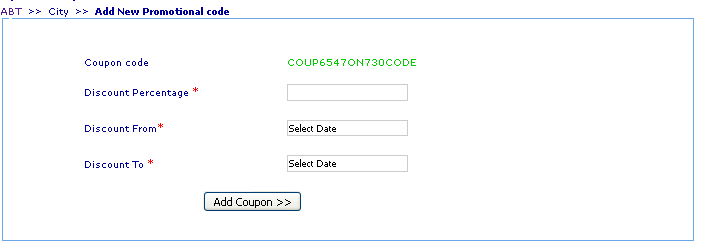 ABT >> City >> Add New Promotional code
Coupon code COUP6547ON730CODE
Discount Percentage *
Discount From* Select Date
Discount To * Select Date
Add Coupon >>